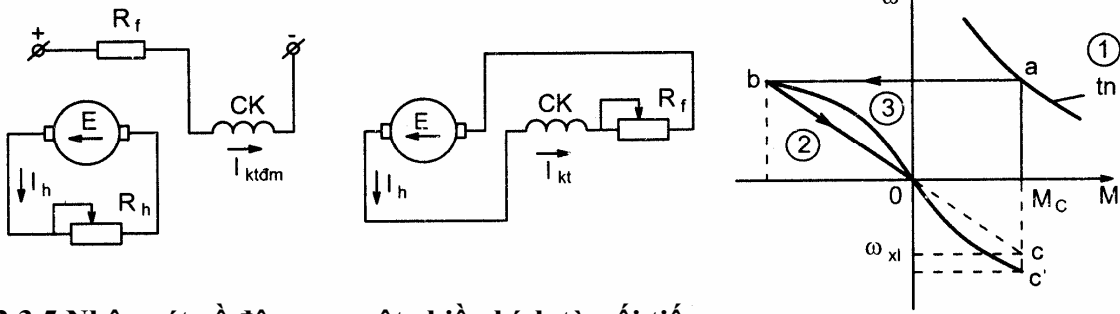 +
R_f
-
CK
E
I_ktđm
I_h
R_h
E
CK
R_f
I_kt
I_h
ω
1
tn
a
b
3
2
0
M_C
M
ω_xl
c
c'